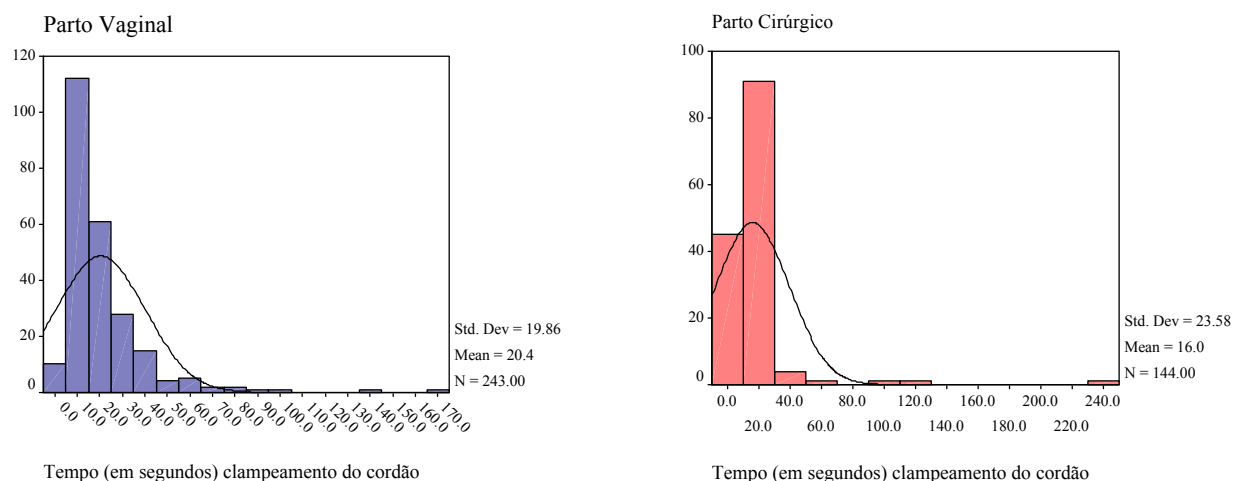 Parto Vaginal
120
100
80
60
40
20
0
0.0 10.0 20.0 30.0 40.0 50.0 60.0 70.0 80.0 90.0 100.0 110.0 120.0 130.0 140.0 150.0 160.0 170.0
Std. Dev = 19.86
Mean = 20.4
N = 243.00
Tempo (em segundos) clampeamento do cordão
Parto Cirúrgico
100
80
60
40
20
0
0.0 40.0 80.0 120.0 160.0 200.0 240.0
20.0 60.0 100.0 140.0 180.0 220.0
Std. Dev = 23.58
Mean = 16.0
N = 144.00
Tempo (em segundos) clampeamento do cordão